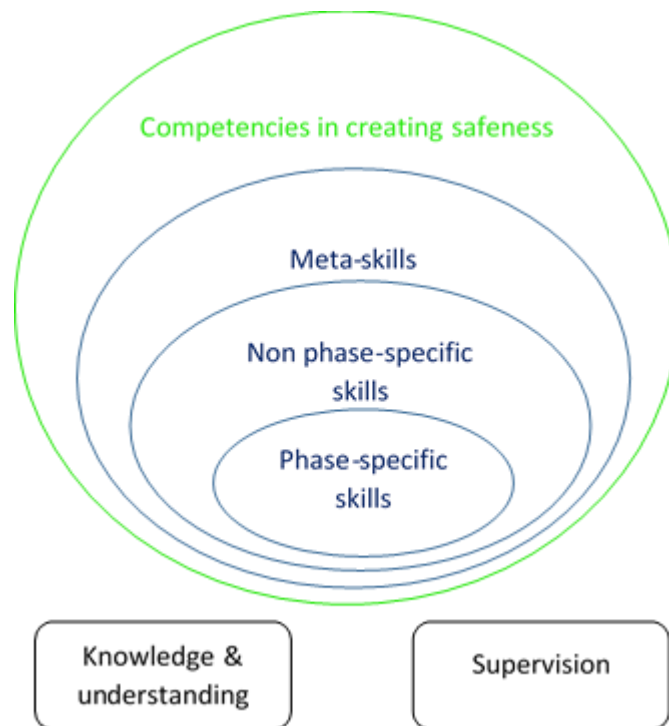 Competencies in creating safeness
Meta-skills
Non phase-specific
skills
Phase-specific
skills
Knowledge &
understanding
Supervision